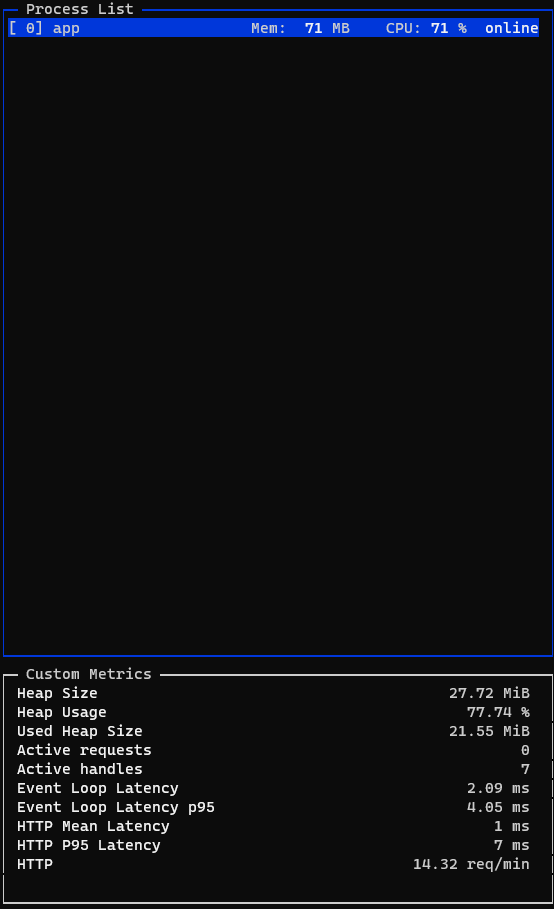 Process List
[ 0] app Mem: 71 MB CPU: 71 % online
Custom Metrics
Heap Size 27.72 MiB
Heap Usage 77.74 %
Used Heap Size 21.55 MiB
Active requests 0
Active handles 7
Event Loop Latency 2.09 ms
Event Loop Latency p95 4.05 ms
HTTP Mean Latency 1 ms
HTTP P95 Latency 7 ms
HTTP 14.32 req/min